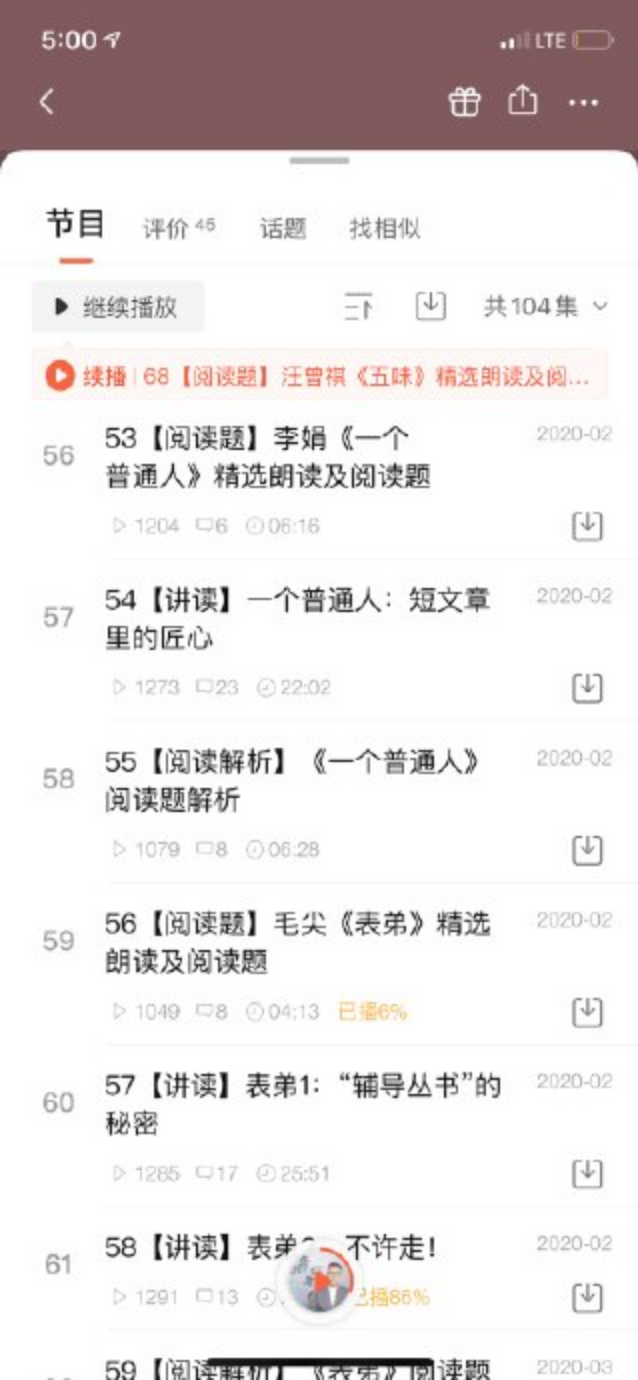 5:00
LTE
节目 评价 45 话题 找相似
继续播放 共104集
续播 | 68【阅读题】汪曾祺《五味》精选朗读及阅...
56 53【阅读题】李娟《一个 2020-02
普通人》精选朗读及阅读题
1204 6 06:16
57 54【讲读】一个普通人：短文章 2020-02
里的匠心
1273 23 22:02
58 55【阅读解析】《一个普通人》 2020-02
阅读题解析
1079 8 06:28
59 56【阅读题】毛尖《表弟》精选 2020-02
朗读及阅读题
1049 8 04:13 已播6%
60 57【讲读】表弟1：“辅导丛书”的 2020-02
秘密
1285 17 25:51
61 58【讲读】表弟 不许走！ 2020-02
1291 13 已播86%
59【阅读解析】《表弟》阅读题 2020-03